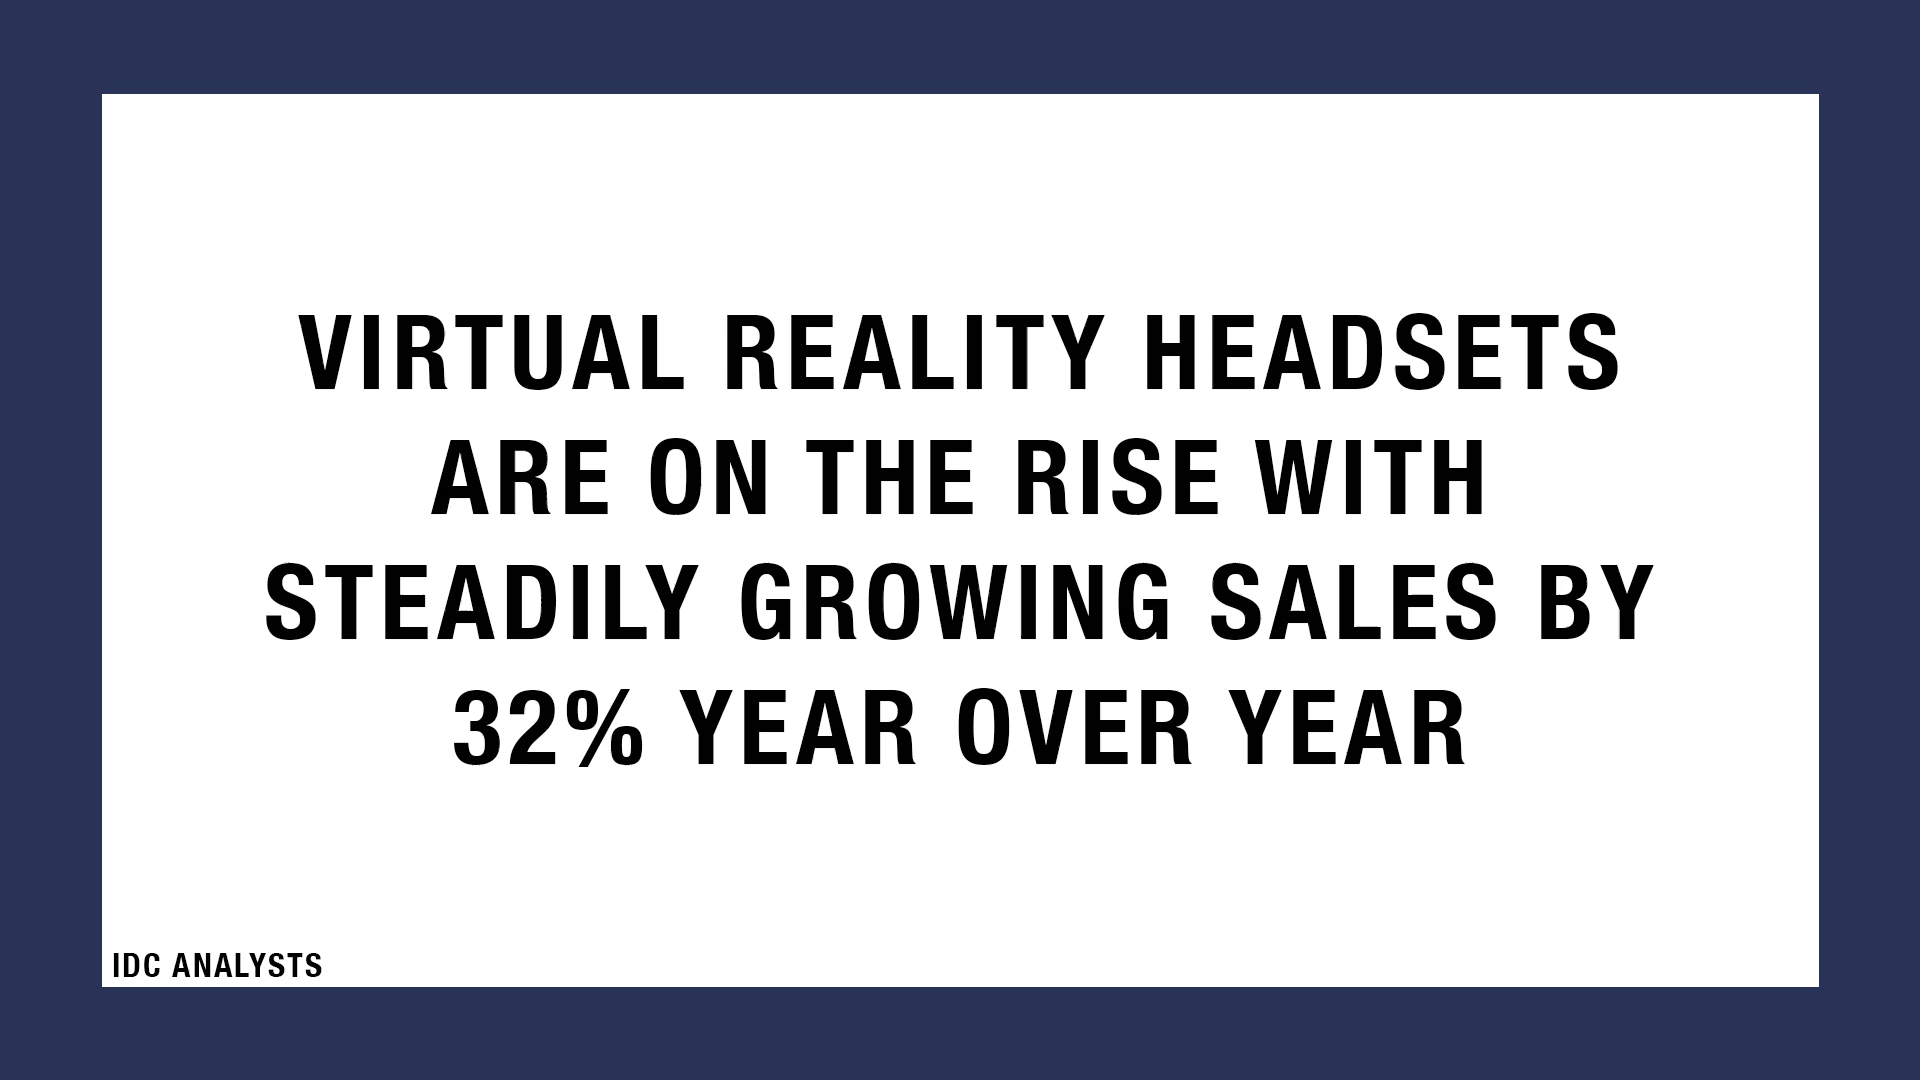 VIRTUAL REALITY HEADSETS
ARE ON THE RISE WITH
STEADILY GROWING SALES BY
32% YEAR OVER YEAR
IDC ANALYSTS